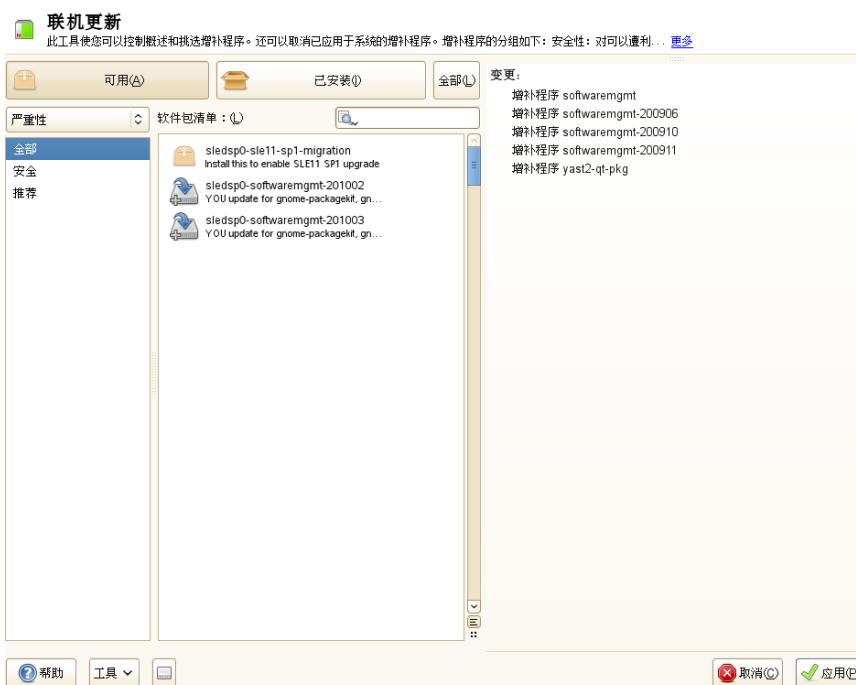 联机更新
此工具使您可以控制概述和挑选增补程序。还可以取消已应用于系统的增补程序。增补程序的分组如下：安全性：对可以遭利... 更多
可用(A)
已安装(I)
全部(L)
严重性
软件包清单：(L)
全部
安全
推荐
sledsp0-sle11-sp1-migration
Install this to enable SLE11 SP1 upgrade
sledsp0-softwaremgmt-201002
YOU update for gnome-packagekit, gn...
sledsp0-softwaremgmt-201003
YOU update for gnome-packagekit, gn...
变更：
增补程序 softwaremgmt
增补程序 softwaremgmt-200906
增补程序 softwaremgmt-200910
增补程序 softwaremgmt-200911
增补程序 yast2-qt-pkg
帮助
工具
取消(C)
应用(P